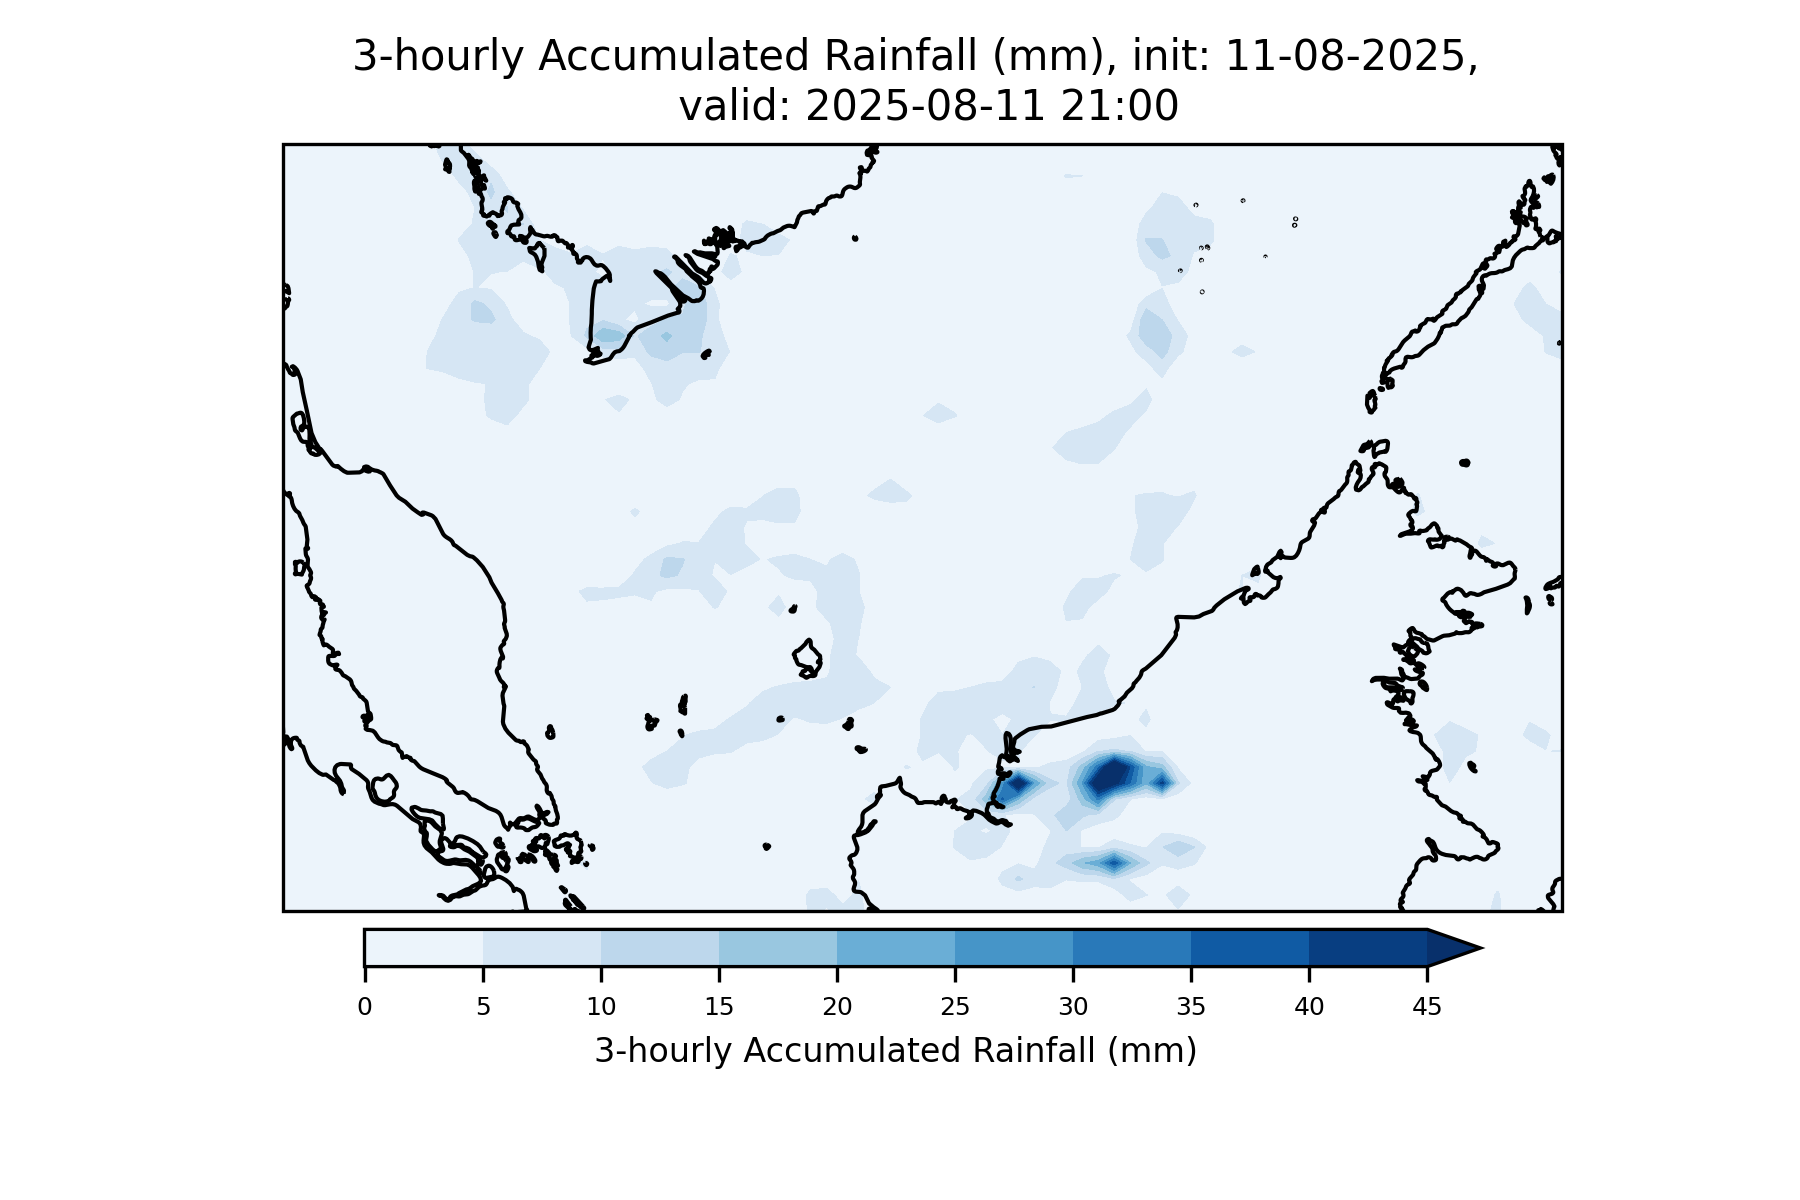 3-hourly Accumulated Rainfall (mm), init: 11-08-2025,
valid: 2025-08-11 21:00
0 5 10 15 20 25 30 35 40 45
3-hourly Accumulated Rainfall (mm)